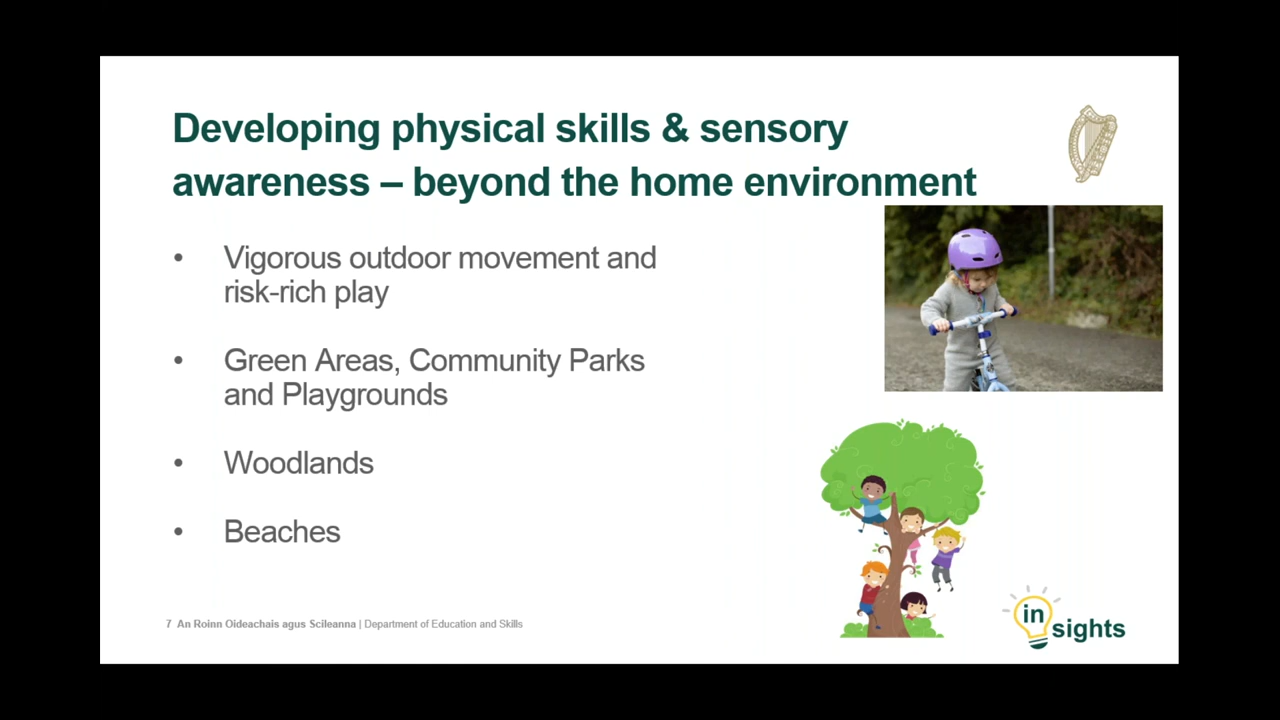 Developing physical skills & sensory
awareness – beyond the home environment
• Vigorous outdoor movement and
risk-rich play
• Green Areas, Community Parks
and Playgrounds
• Woodlands
• Beaches
7 An Roinn Oideachais agus Scileanna | Department of Education and Skills
in
sights